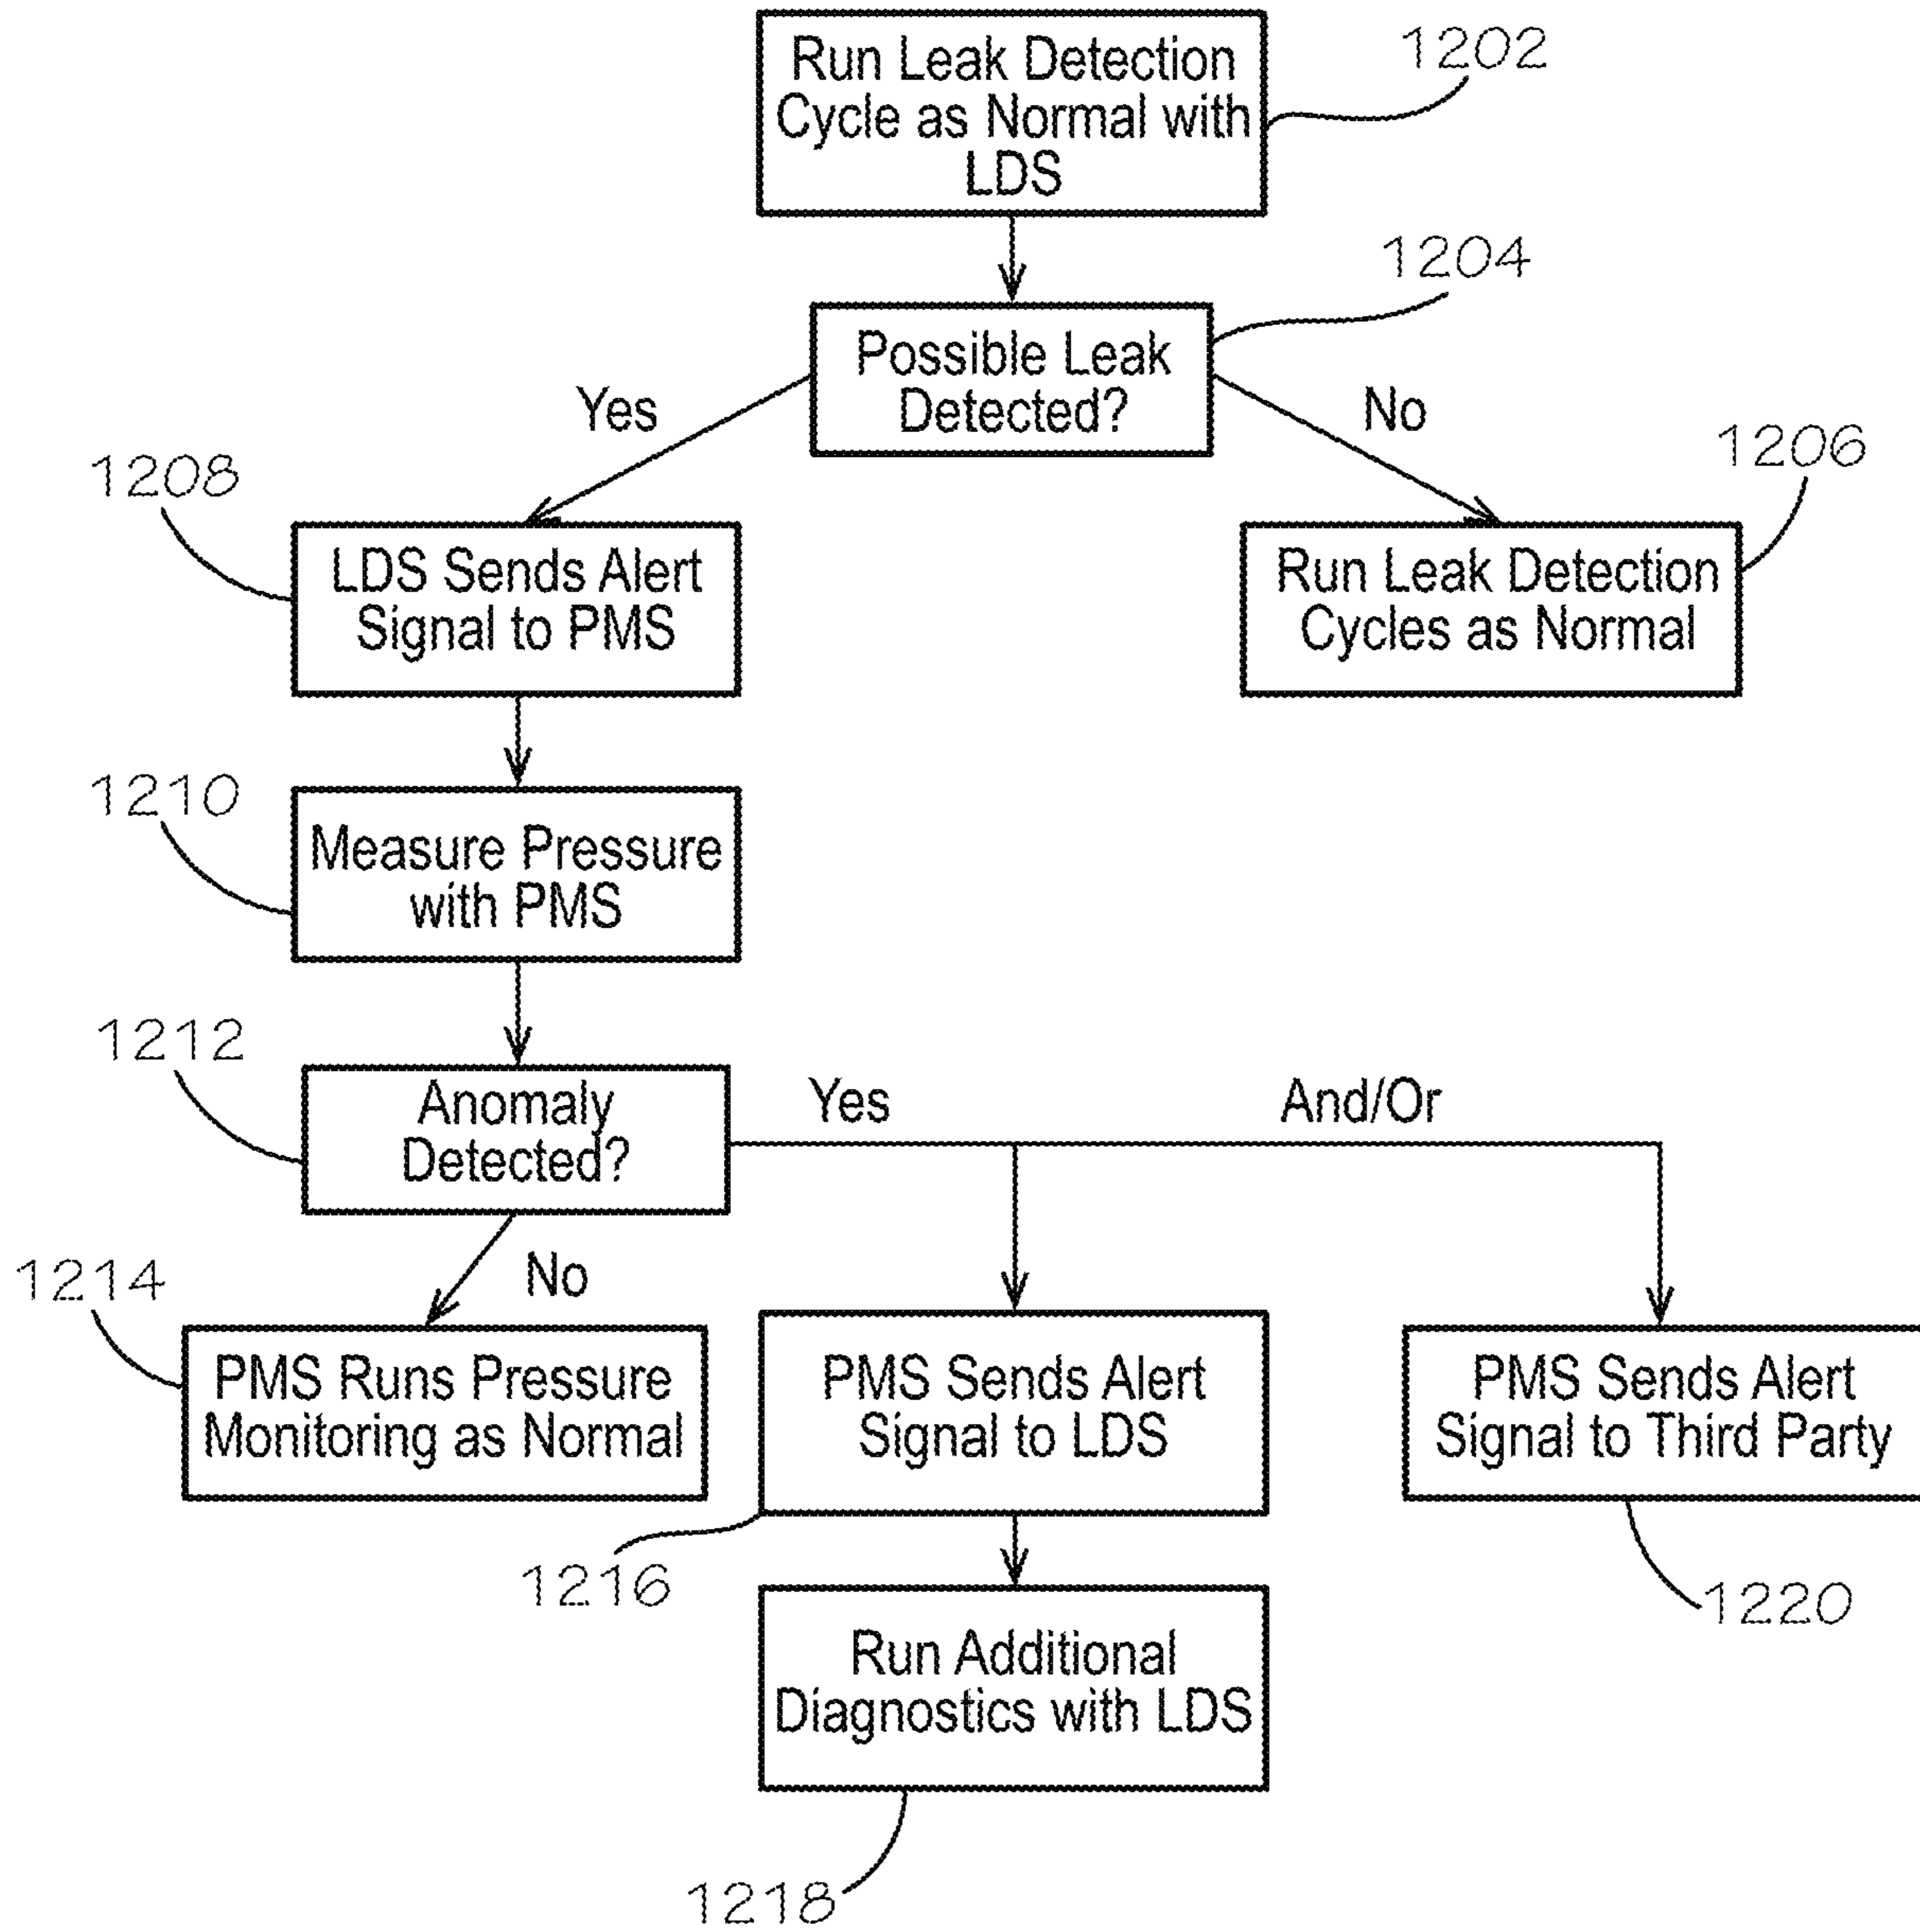 Run Leak Detection
Cycle as Normal with
LDS
1202
Possible Leak
Detected?
1204
Yes
No
1208
LDS Sends Alert
Signal to PMS
1206
Run Leak Detection
Cycles as Normal
1210
Measure Pressure
with PMS
1212
Anomaly
Detected?
Yes
And/Or
No
1214
PMS Runs Pressure
Monitoring as Normal
PMS Sends Alert
Signal to LDS
1216
PMS Sends Alert
Signal to Third Party
1220
Run Additional
Diagnostics with LDS
1218